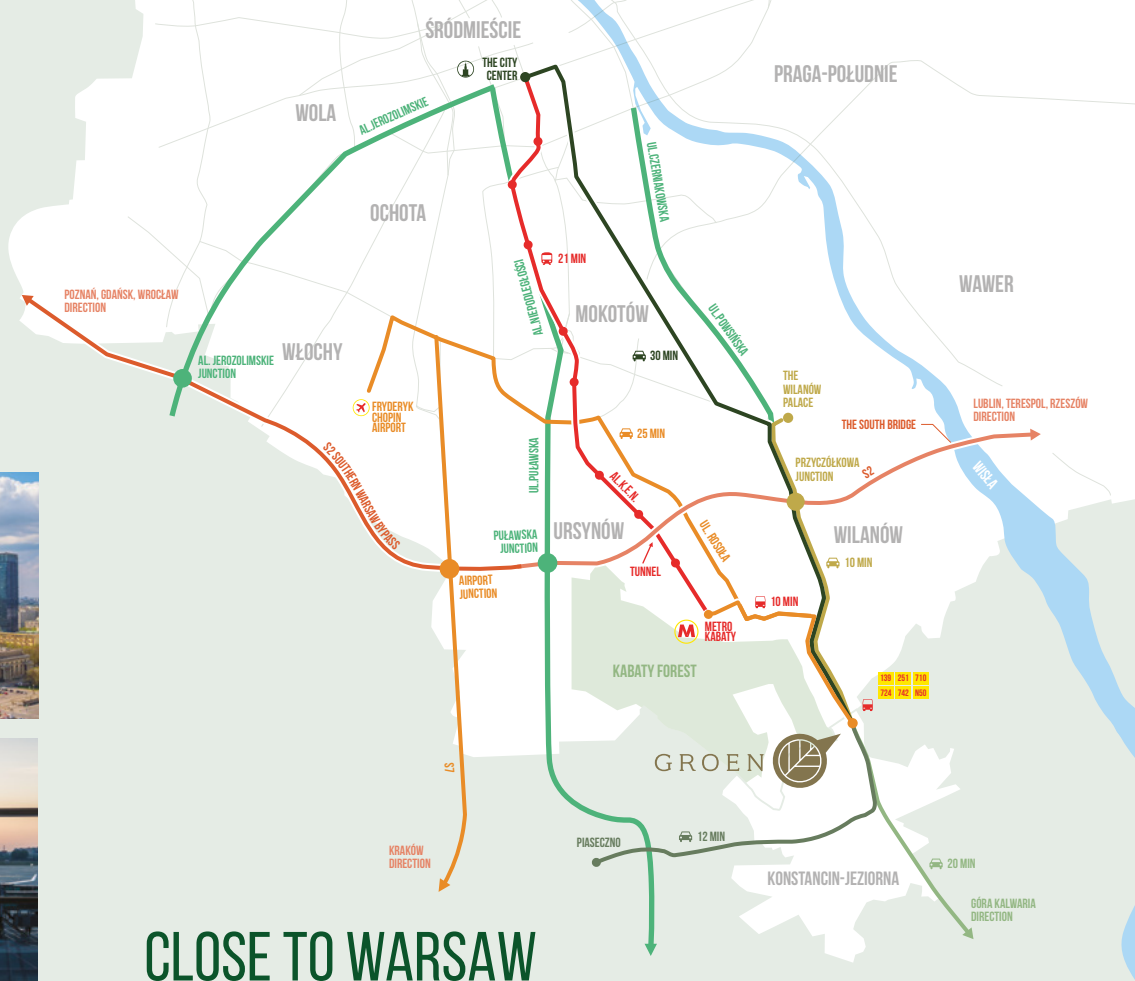 ŚRÓDMIEŚCIE
THE CITY
CENTER
PRAGA-POŁUDNIE
WOLA
AL.JEROZOLIMSKIE
UL.CZERNIAKOWSKA
OCHOTA
21 MIN
AL.NIEPODLEGŁOŚCI
WAWER
POZNAŃ, GDAŃSK, WROCŁAW
DIRECTION
MOKOTÓW
UL.POWSIŃSKA
WŁOCHY
30 MIN
AL. JEROZOLIMSKIE
JUNCTION
THE
WILANÓW
PALACE
FRYDERYK
CHOPIN
AIRPORT
LUBLIN, TERESPOL, RZESZÓW
DIRECTION
THE SOUTH BRIDGE
25 MIN
S2 SOUTHERN WARSAW BYPASS
UL.PUŁAWSKA
AL.K.E.N.
PRZYCZÓŁKOWA
JUNCTION
S2
WISŁA
PUŁAWSKA
JUNCTION
URSYNÓW
UL. ROSOŁA
WILANÓW
TUNNEL
10 MIN
AIRPORT
JUNCTION
10 MIN
M
METRO
KABATY
KABATY FOREST
139 251 710
724 742 N50
GROEN
S7
PIASECZNO
12 MIN
KRAKÓW
DIRECTION
20 MIN
KONSTANCIN-JEZIORNA
GÓRA KALWARIA
DIRECTION
CLOSE TO WARSAW